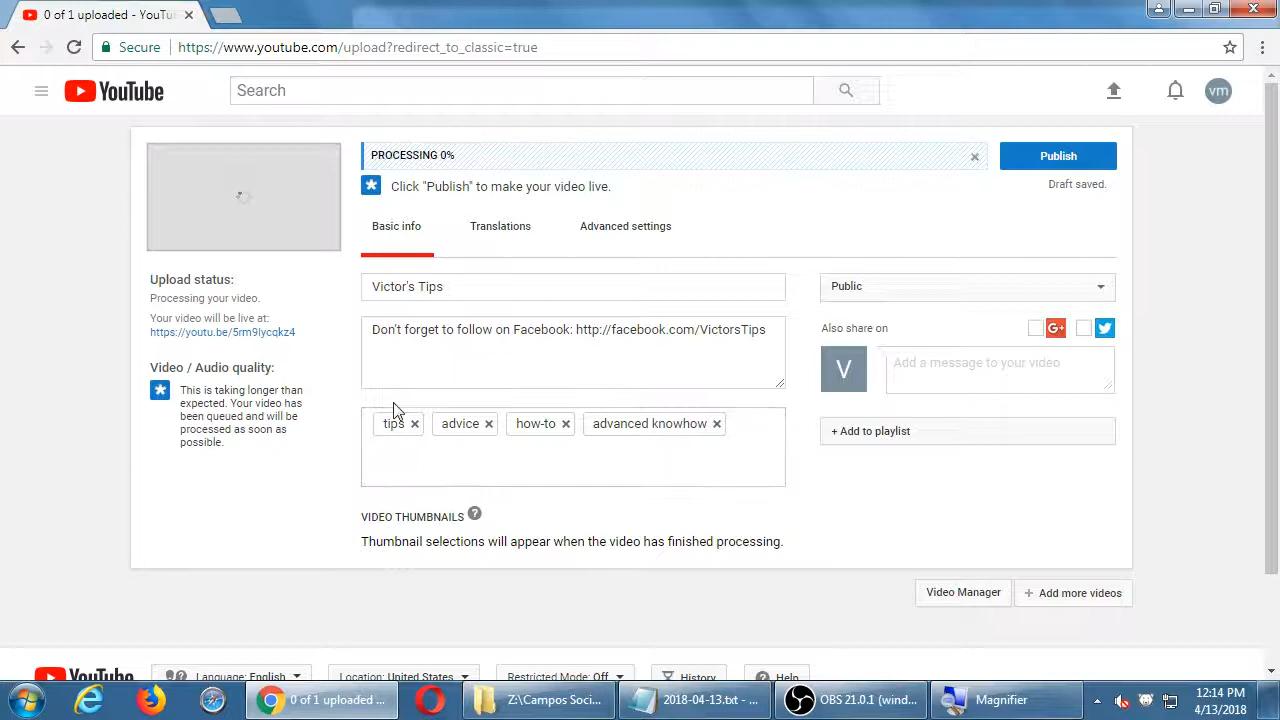 0 of 1 uploaded - YouTu
Secure
https://www.youtube.com/upload?redirect_to_classic=true
YouTube
Search
vm
PROCESSING 0%
Publish
Click "Publish" to make your video live.
Draft saved.
Basic info
Translations
Advanced settings
Upload status:
Processing your video.
Your video will be live at:
https://youtu.be/5rm9lycqkz4
Video / Audio quality:
This is taking longer than
expected. Your video has
been queued and will be
processed as soon as
possible.
Victor's Tips
Don't forget to follow on Facebook: http://facebook.com/VictorsTips
tips
advice
how-to
advanced knowhow
VIDEO THUMBNAILS
Thumbnail selections will appear when the video has finished processing.
Public
Also share on
G+
V
Add a message to your video
+ Add to playlist
Video Manager
+ Add more videos
YouTube
Language: English
Location: United States
Restricted Mode: Off
History
Help
0 of 1 uploaded ...
Z:\Campos Soci...
2018-04-13.txt - ...
OBS 21.0.1 (wind...
Magnifier
12:14 PM
4/13/2018